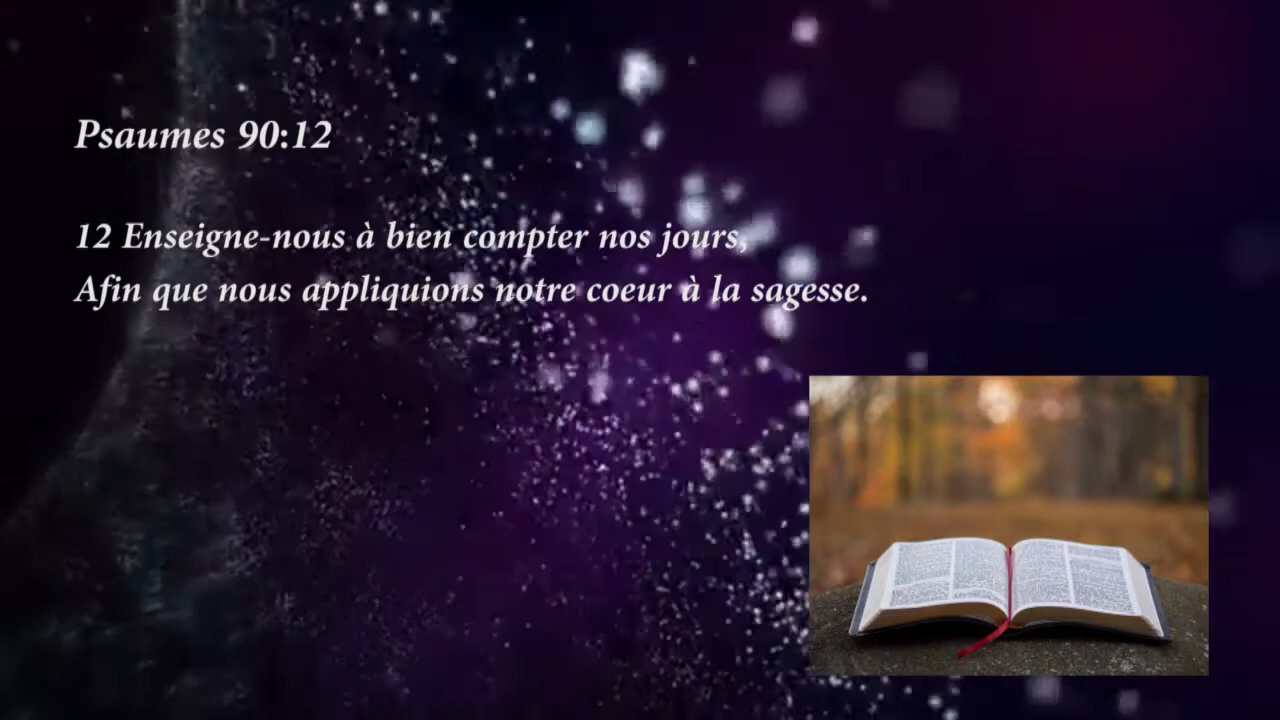 Psaumes 90:12
12 Enseigne-nous à bien compter nos jours,
Afin que nous appliquions notre coeur à la sagesse.